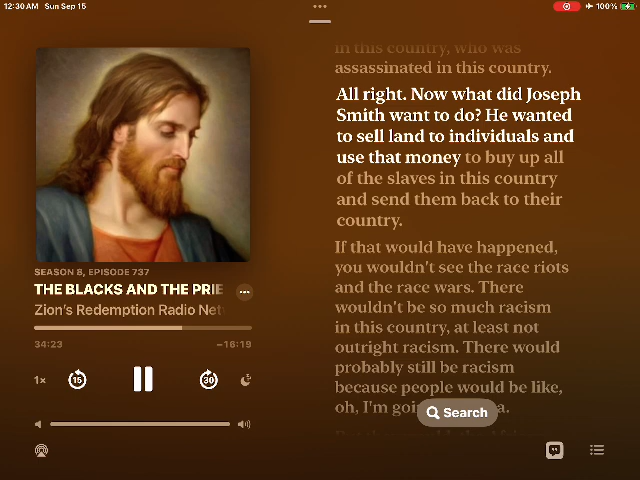 12:30 AM Sun Sep 15
100%
in this country, who was
assassinated in this country.
All right. Now what did Joseph
Smith want to do? He wanted
to sell land to individuals and
use that money to buy up all
of the slaves in this country
and send them back to their
country.
If that would have happened,
you wouldn't see the race riots
and the race wars. There
wouldn't be so much racism
in this country, at least not
outright racism. There would
probably still be racism
because people would be like,
oh, I'm
Search
SEASON 8, EPISODE 737
THE BLACKS AND THE PRIE
Zion's Redemption Radio Net
34:23
-16:19
1×
15
30